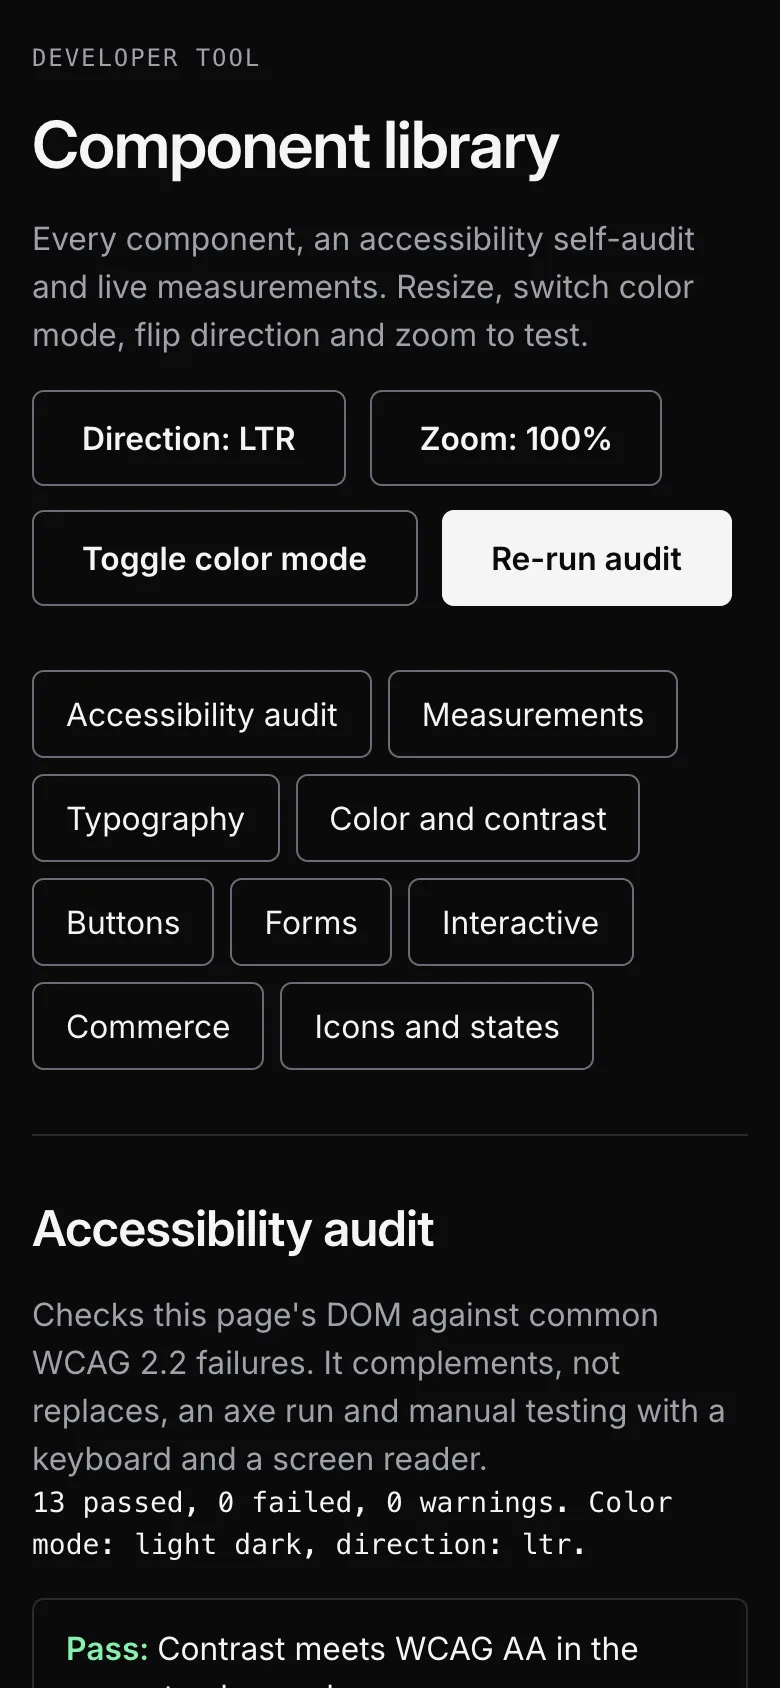 DEVELOPER TOOL
Component library
Every component, an accessibility self-audit
and live measurements. Resize, switch color
mode, flip direction and zoom to test.
Direction: LTR
Zoom: 100%
Toggle color mode
Re-run audit
Accessibility audit
Measurements
Typography
Color and contrast
Buttons
Forms
Interactive
Commerce
Icons and states
Accessibility audit
Checks this page's DOM against common
WCAG 2.2 failures. It complements, not
replaces, an axe run and manual testing with a
keyboard and a screen reader.
13 passed, 0 failed, 0 warnings. Color
mode: light dark, direction: ltr.
Pass: Contrast meets WCAG AA in the